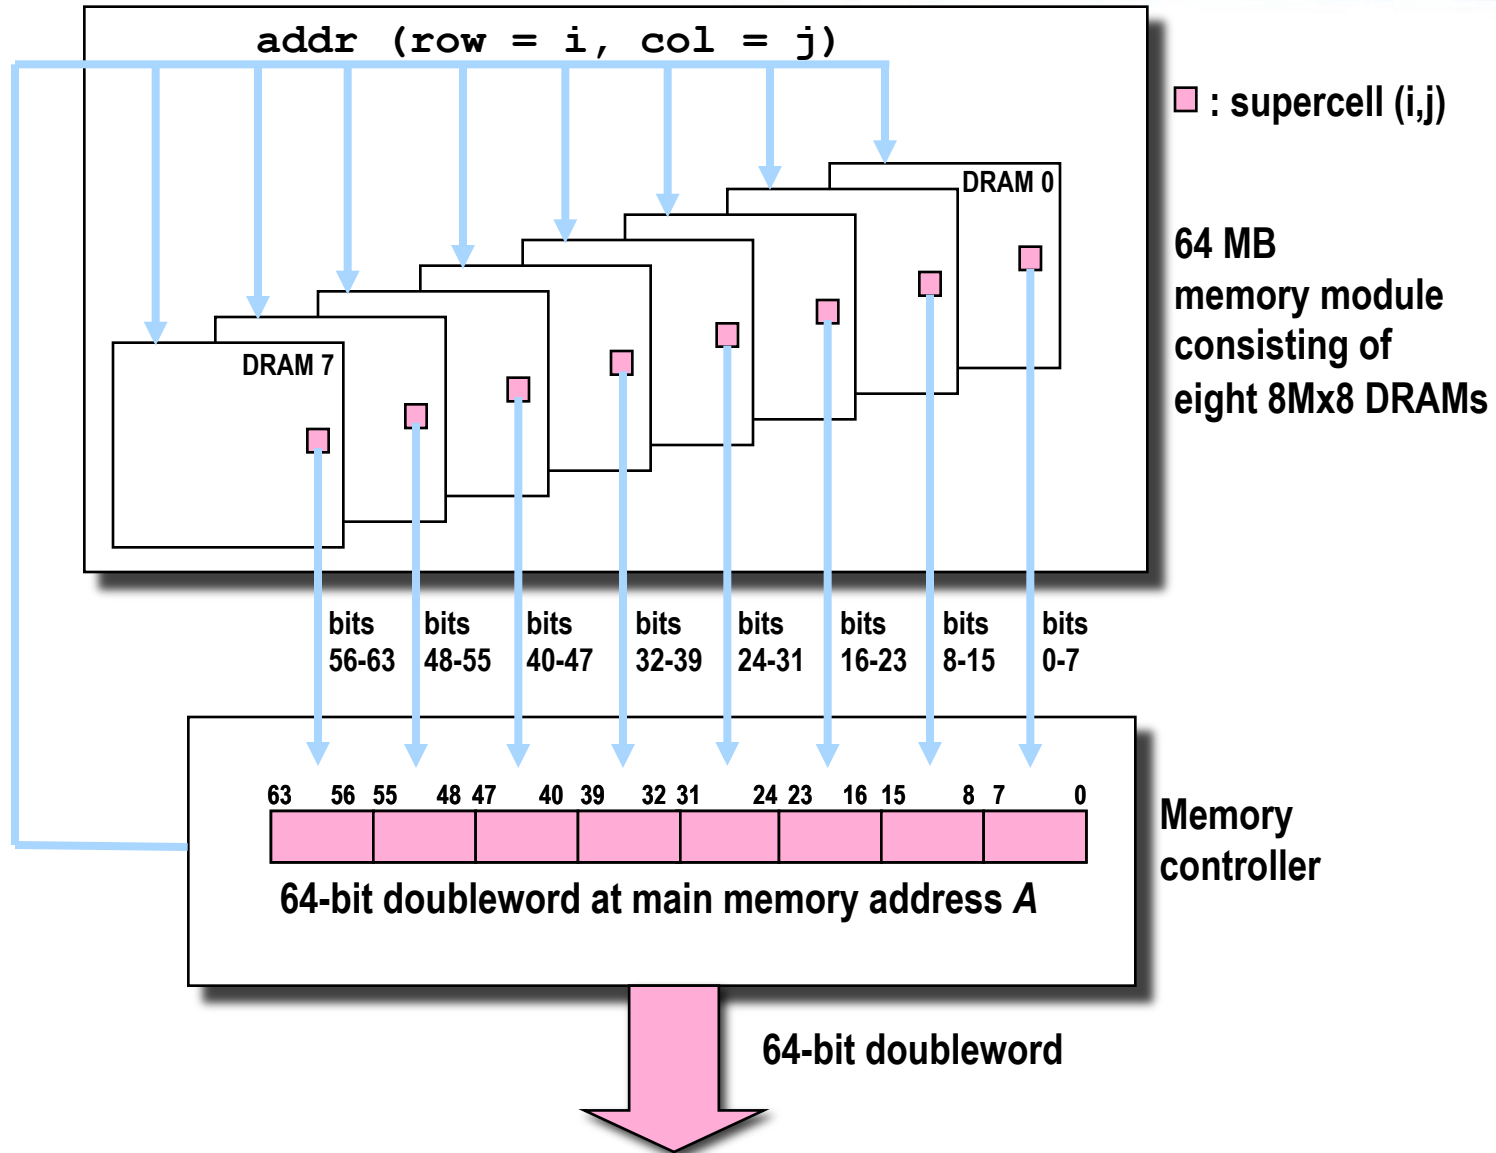 addr (row = i, col = j)
: supercell (i,j)
DRAM 0
64 MB
memory module
consisting of
eight 8Mx8 DRAMs
DRAM 7
bits
56-63
bits
48-55
bits
40-47
bits
32-39
bits
24-31
bits
16-23
bits
8-15
bits
0-7
63 56 55 48 47 40 39 32 31 24 23 16 15 8 7 0
64-bit doubleword at main memory address A
Memory
controller
64-bit doubleword